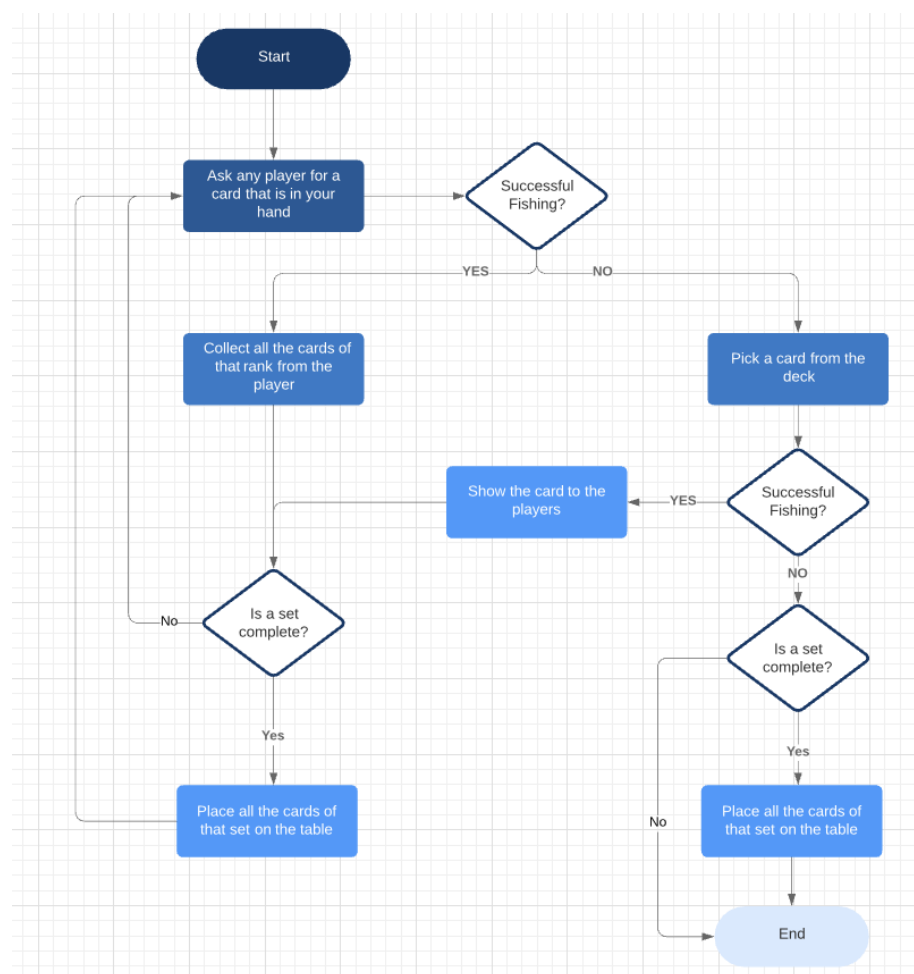 Start
Ask any player for a
card that is in your
hand
Successful
Fishing?
YES
NO
Collect all the cards of
that rank from the
player
Pick a card from the
deck
Show the card to the
players
YES
Successful
Fishing?
NO
Is a set
complete?
No
Is a set
complete?
Yes
Yes
Place all the cards of
that set on the table
No
Place all the cards of
that set on the table
End